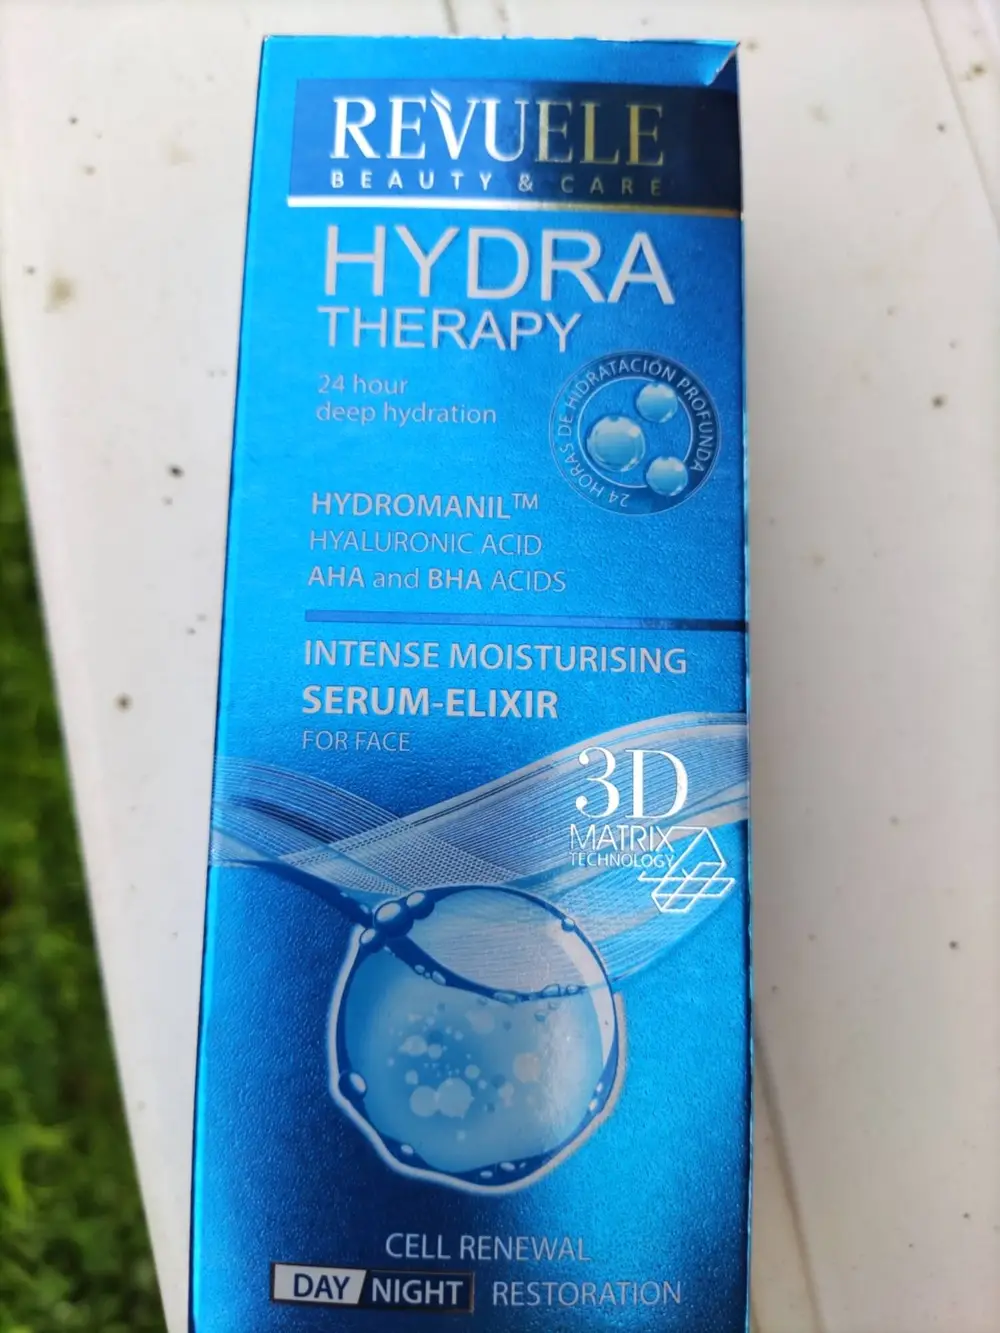 REVUELE
BEAUTY & CARE
HYDRA
THERAPY
24 hour
deep hydration
24 HORAS DE HIDRATACIÓN PROFUNDA
HYDROMANIL™
HYALURONIC ACID
AHA and BHA ACIDS
INTENSE MOISTURISING
SERUM-ELIXIR
FOR FACE
3D
MATRIX
TECHNOLOGY
CELL RENEWAL
DAY NIGHT RESTORATION